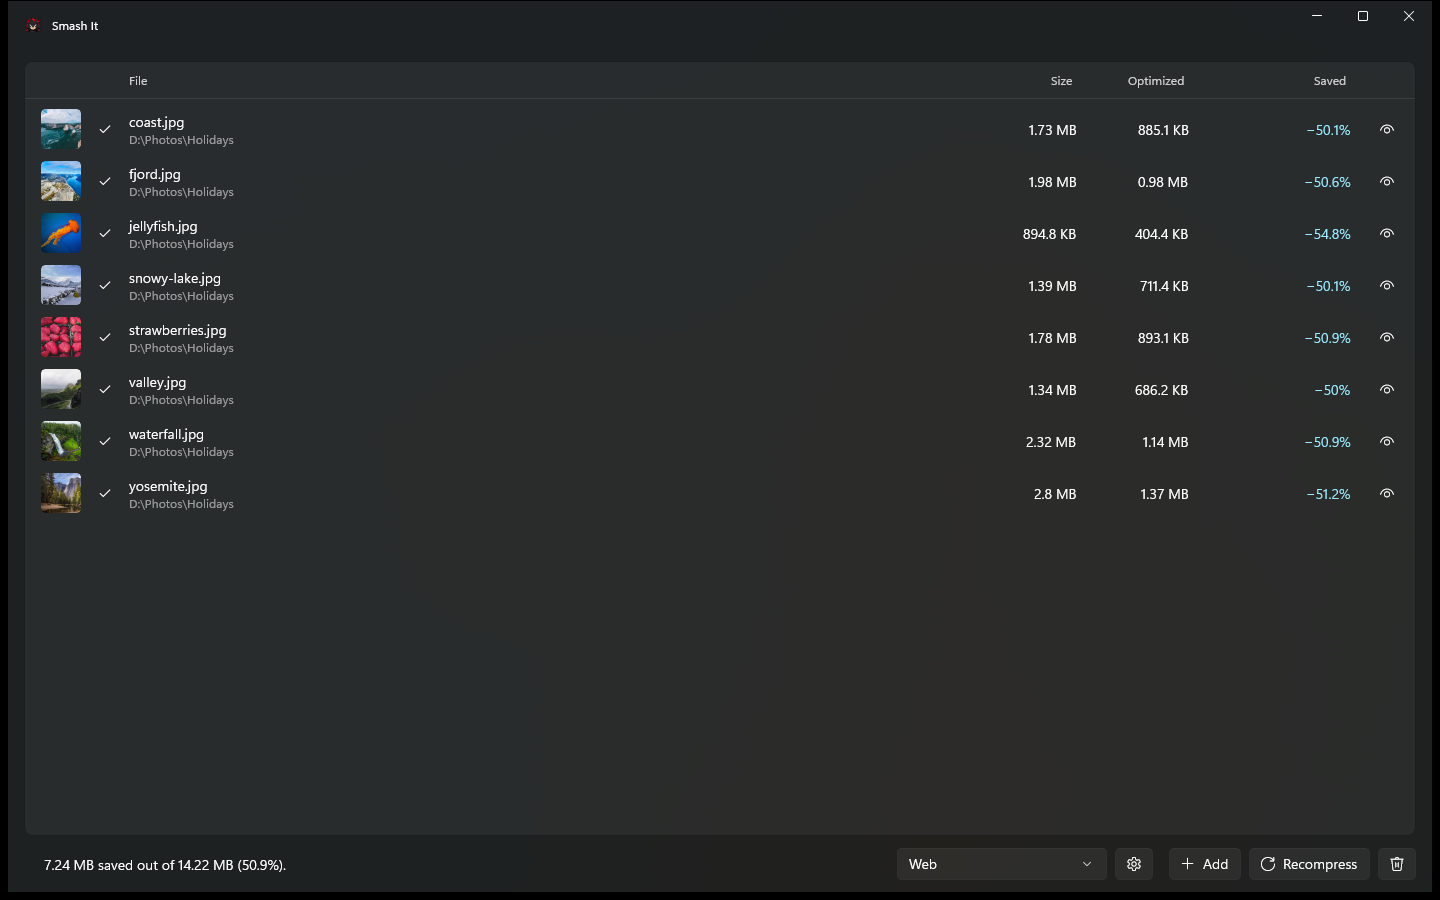 Smash It
File Size Optimized Saved
coast.jpg
D:\Photos\Holidays
1.73 MB 885.1 KB −50.1%
fjord.jpg
D:\Photos\Holidays
1.98 MB 0.98 MB −50.6%
jellyfish.jpg
D:\Photos\Holidays
894.8 KB 404.4 KB −54.8%
snowy-lake.jpg
D:\Photos\Holidays
1.39 MB 711.4 KB −50.1%
strawberries.jpg
D:\Photos\Holidays
1.78 MB 893.1 KB −50.9%
valley.jpg
D:\Photos\Holidays
1.34 MB 686.2 KB −50%
waterfall.jpg
D:\Photos\Holidays
2.32 MB 1.14 MB −50.9%
yosemite.jpg
D:\Photos\Holidays
2.8 MB 1.37 MB −51.2%
7.24 MB saved out of 14.22 MB (50.9%). Web Add Recompress